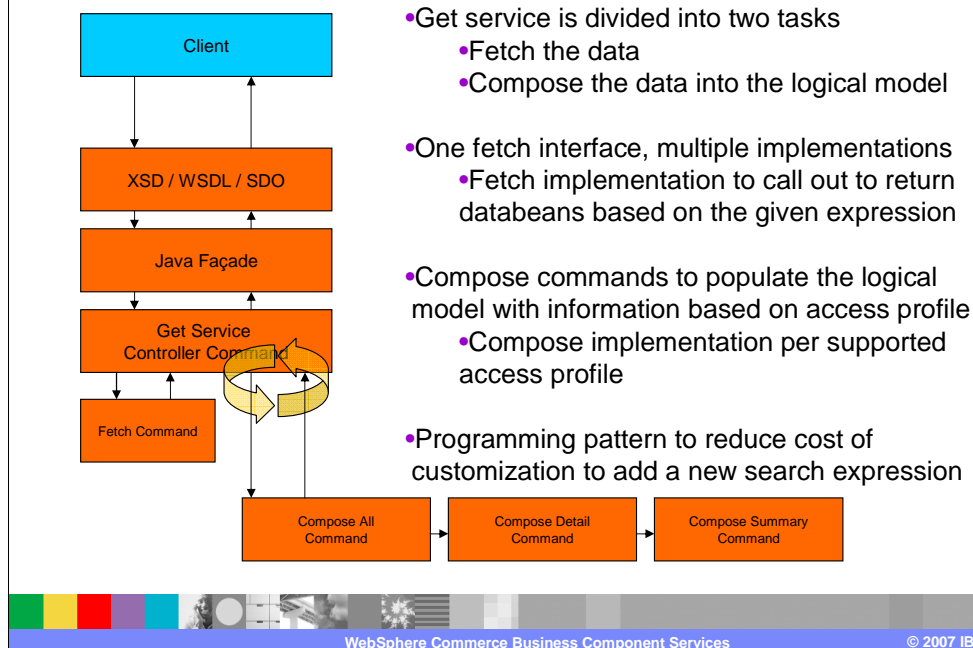 Client
XSD / WSDL / SDO
Java Façade
Get Service
Controller Command
Fetch Command
•Get service is divided into two tasks
•Fetch the data
•Compose the data into the logical model
•One fetch interface, multiple implementations
•Fetch implementation to call out to return
databeans based on the given expression
•Compose commands to populate the logical
model with information based on access profile
•Compose implementation per supported
access profile
•Programming pattern to reduce cost of
customization to add a new search expression
Compose All
Command
Compose Detail
Command
Compose Summary
Command
WebSphere Commerce Business Component Services
© 2007 IB